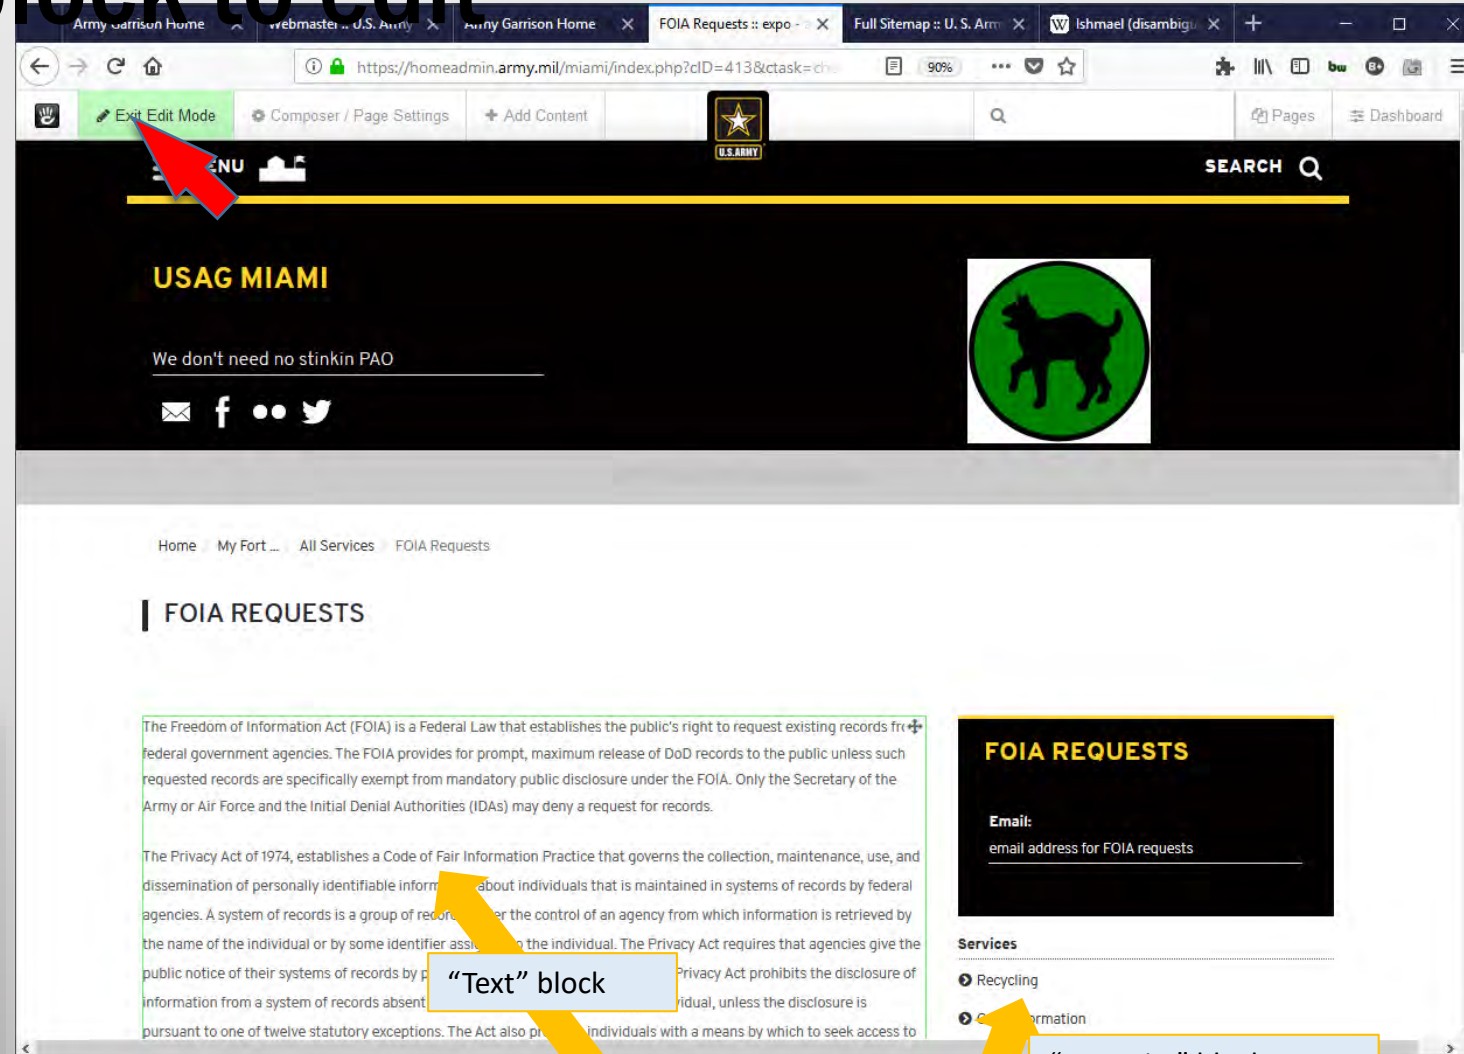 block to edit
Army Garrison Home
Webmaster :: U.S. Army
Army Garrison Home
FOIA Requests :: expo -
Full Sitemap :: U. S. Arm
W Ishmael (disambigu
https://homeadmin.army.mil/miami/index.php?cID=413&ctask=ch
90%
Exit Edit Mode
Composer / Page Settings
Add Content
Pages
Dashboard
U.S.ARMY
ENU
SEARCH
USAG MIAMI
We don't need no stinkin PAO
Home / My Fort ... / All Services / FOIA Requests
FOIA REQUESTS
The Freedom of Information Act (FOIA) is a Federal Law that establishes the public's right to request existing records fr
federal government agencies. The FOIA provides for prompt, maximum release of DoD records to the public unless such
requested records are specifically exempt from mandatory public disclosure under the FOIA. Only the Secretary of the
Army or Air Force and the Initial Denial Authorities (IDAs) may deny a request for records.
The Privacy Act of 1974, establishes a Code of Fair Information Practice that governs the collection, maintenance, use, and
dissemination of personally identifiable inform about individuals that is maintained in systems of records by federal
agencies. A system of records is a group of records er the control of an agency from which information is retrieved by
the name of the individual or by some identifier ass the individual. The Privacy Act requires that agencies give the
public notice of their systems of records by p Privacy Act prohibits the disclosure of
information from a system of records absent vidual, unless the disclosure is
pursuant to one of twelve statutory exceptions. The Act also pr individuals with a means by which to seek access to
“Text” block
FOIA REQUESTS
Email:
email address for FOIA requests
Services
Recycling
ormation
block